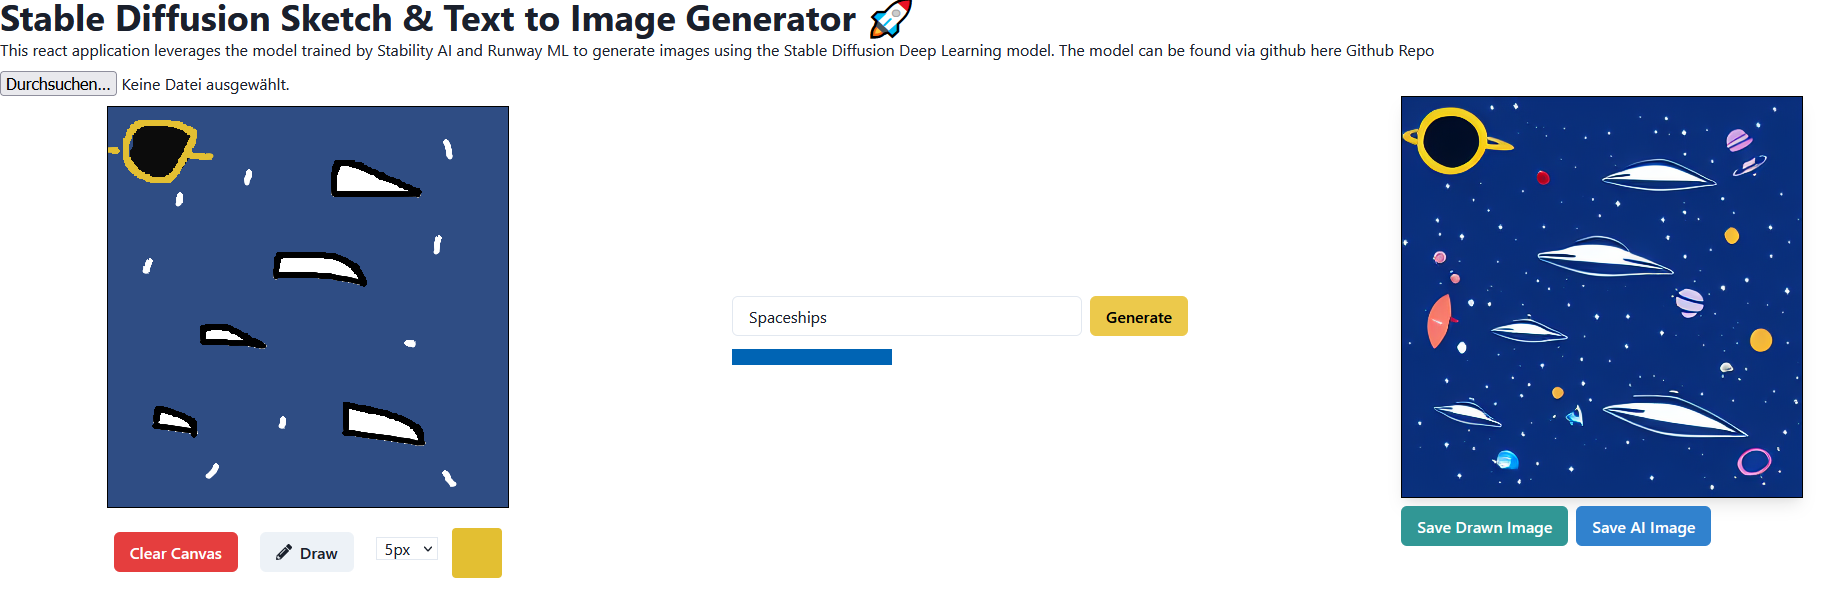 Stable Diffusion Sketch & Text to Image Generator 🚀
This react application leverages the model trained by Stability AI and Runway ML to generate images using the Stable Diffusion Deep Learning model. The model can be found via github here Github Repo
Durchsuchen... Keine Datei ausgewählt.
Spaceships
Generate
Clear Canvas
Draw
5px
Save Drawn Image
Save AI Image